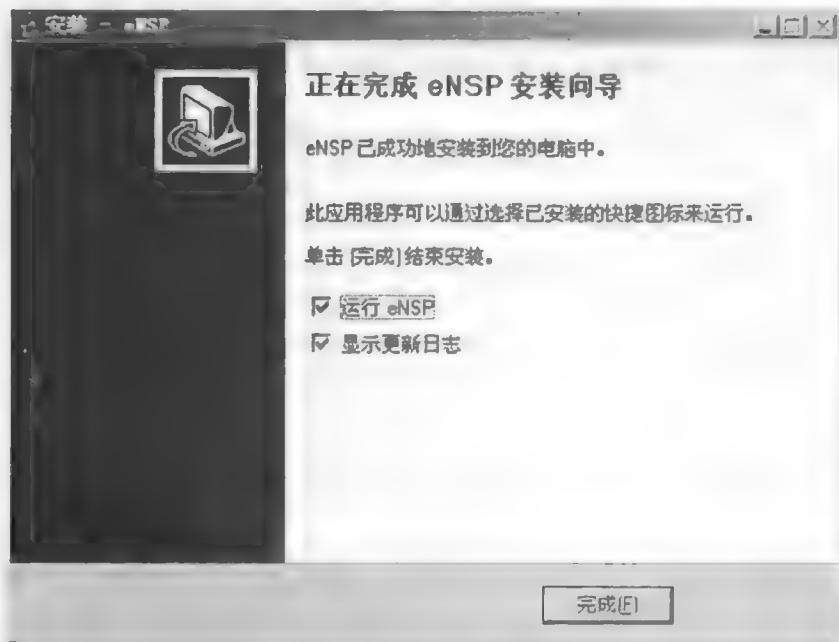 安装 - eNSP
正在完成 eNSP 安装向导
eNSP 已成功地安装到您的电脑中。
此应用程序可以通过选择已安装的快捷图标来运行。
单击 [完成] 结束安装。
运行 eNSP
显示更新日志
完成(F)